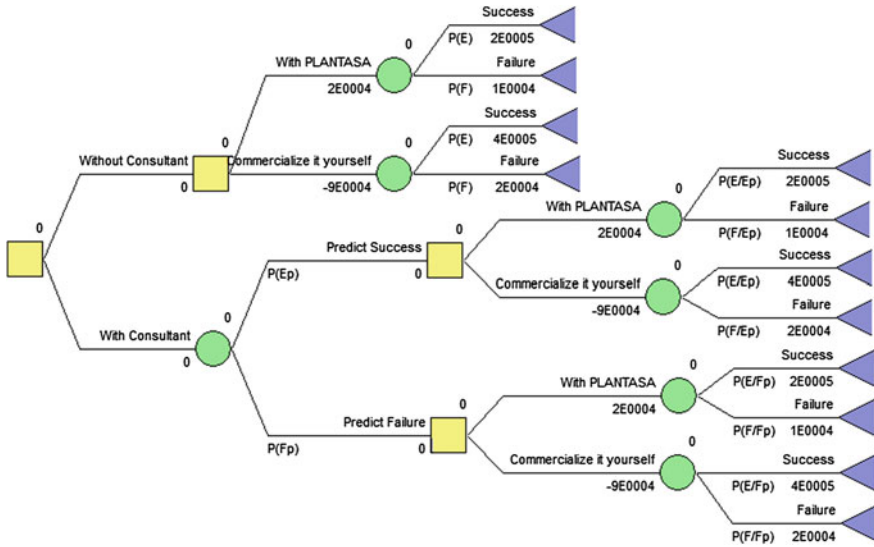 Success
0
P(E) 2E0005
With PLANTASA
2E0004
Failure
P(F) 1E0004
Success
0
0
P(E) 4E0005
Without Consultant
0
Commercialize it yourself
-9E0004
Failure
P(F) 2E0004
Success
0
P(E/Ep) 2E0005
With PLANTASA
2E0004
Failure
P(F/Ep) 1E0004
0
0
Predict Success
P(Ep)
0
Success
0
P(E/Ep) 4E0005
Commercialize it yourself
-9E0004
Failure
P(F/Ep) 2E0004
0
With Consultant
0
Success
0
P(E/Fp) 2E0005
With PLANTASA
2E0004
Failure
P(F/Fp) 1E0004
0
Predict Failure
P(Fp)
0
Success
0
P(E/Fp) 4E0005
Commercialize it yourself
-9E0004
Failure
P(F/Fp) 2E0004